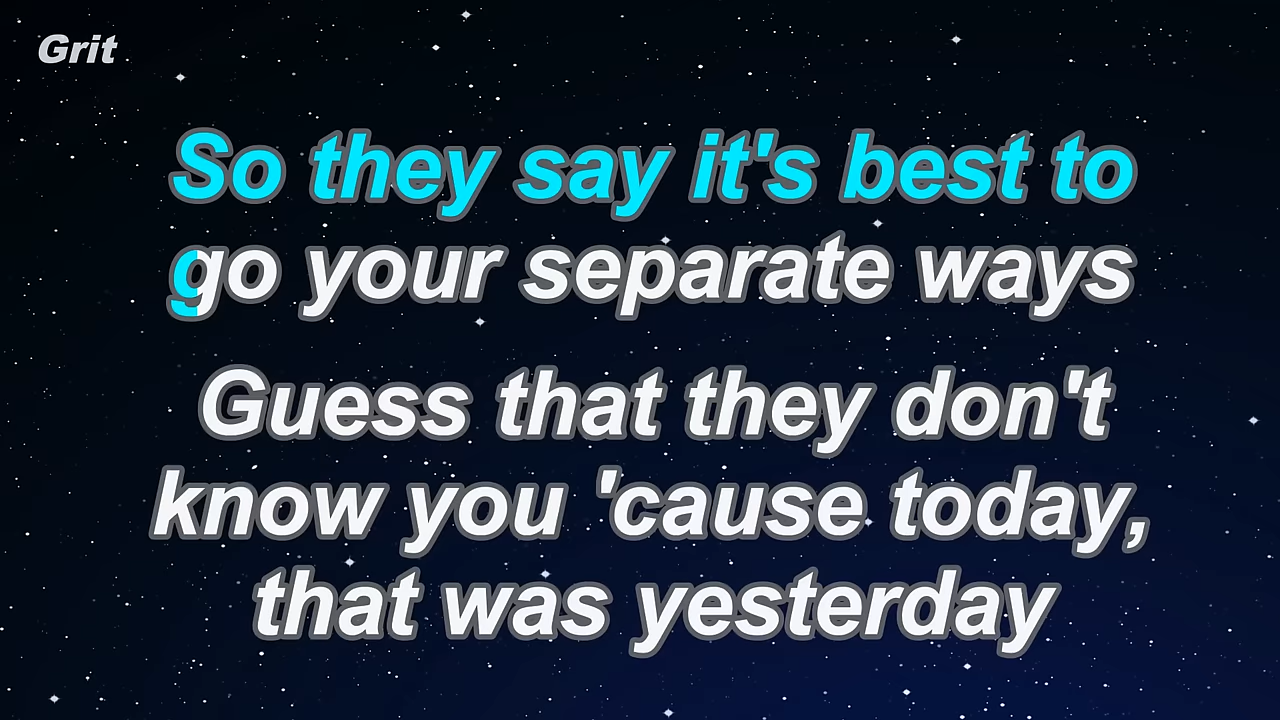 Grit
So they say it's best to
go your separate ways
Guess that they don't
know you 'cause today,
that was yesterday